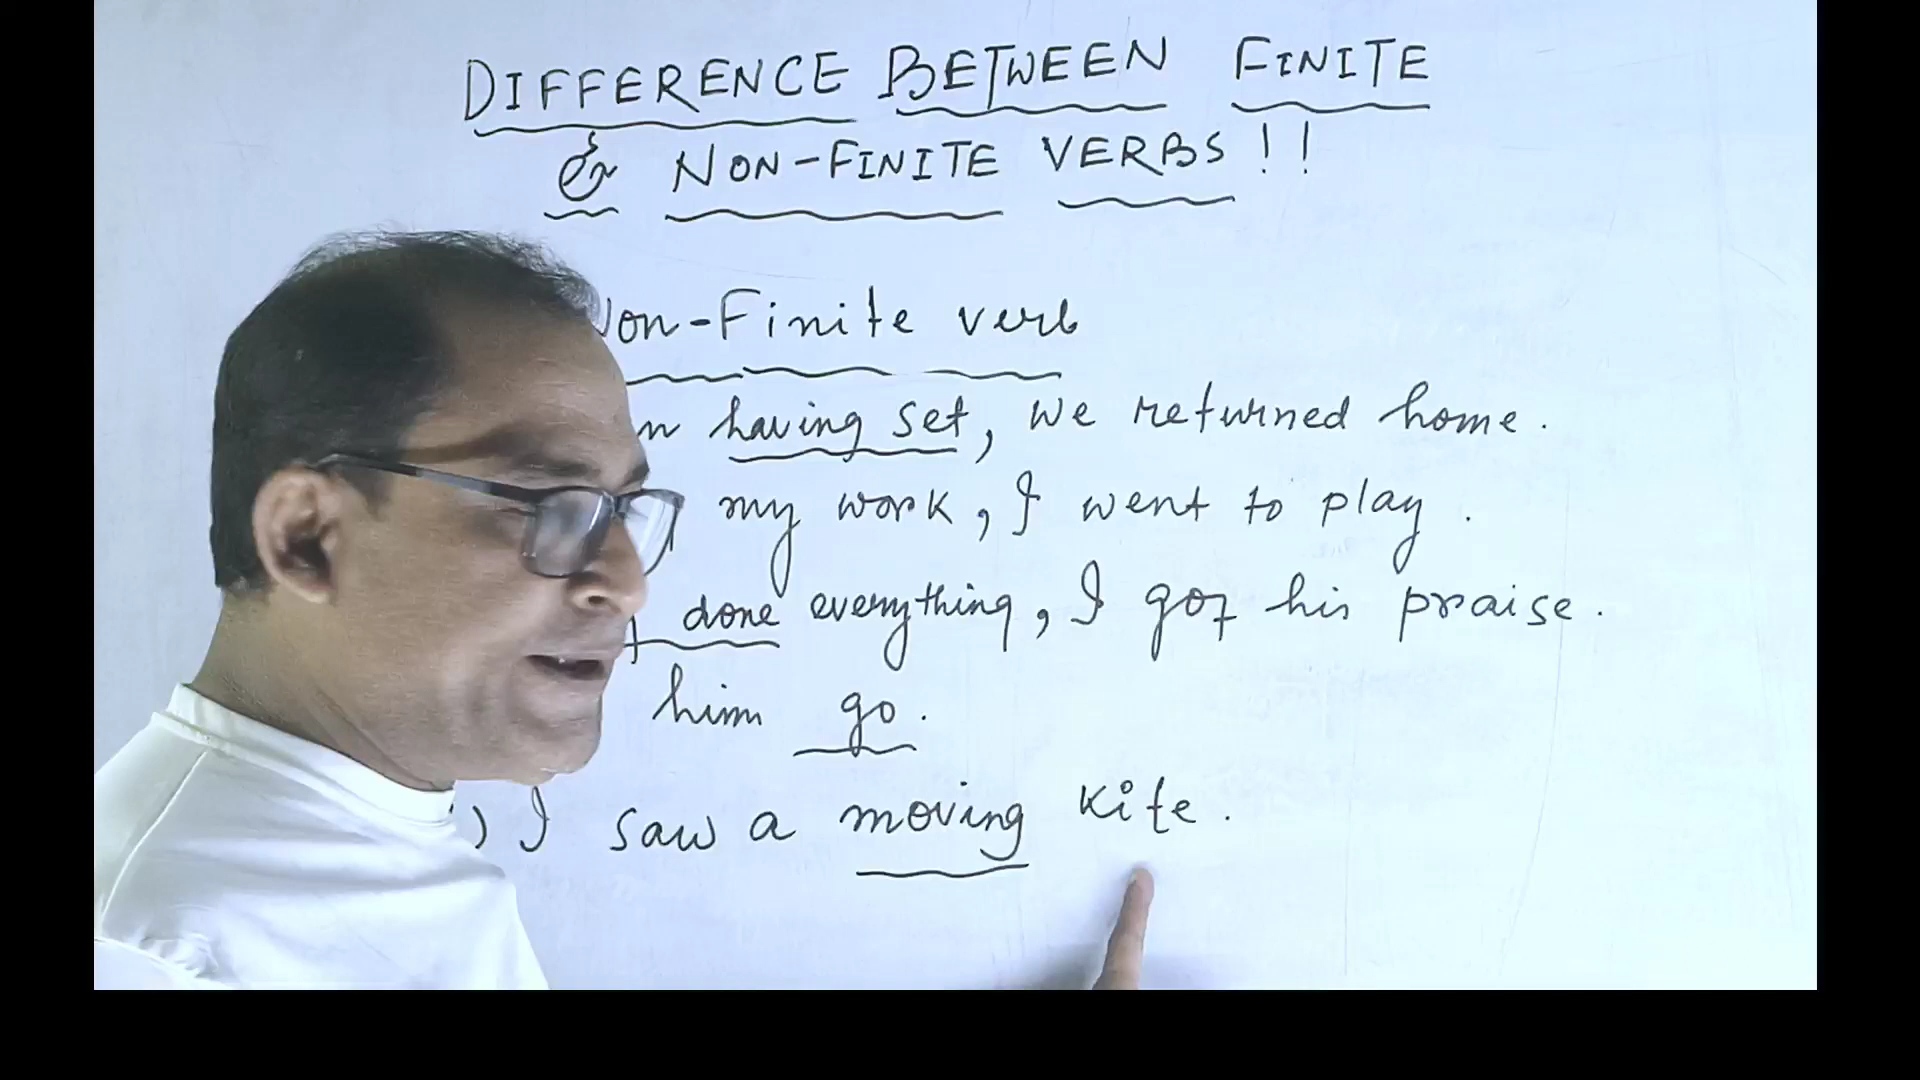 DIFFERENCE BETWEEN FINITE
& NON-FINITE VERBS!!
Non-Finite verb
having set, we returned home.
my work, I went to play.
done everything, I got his praise.
him go.
) I saw a moving kite.